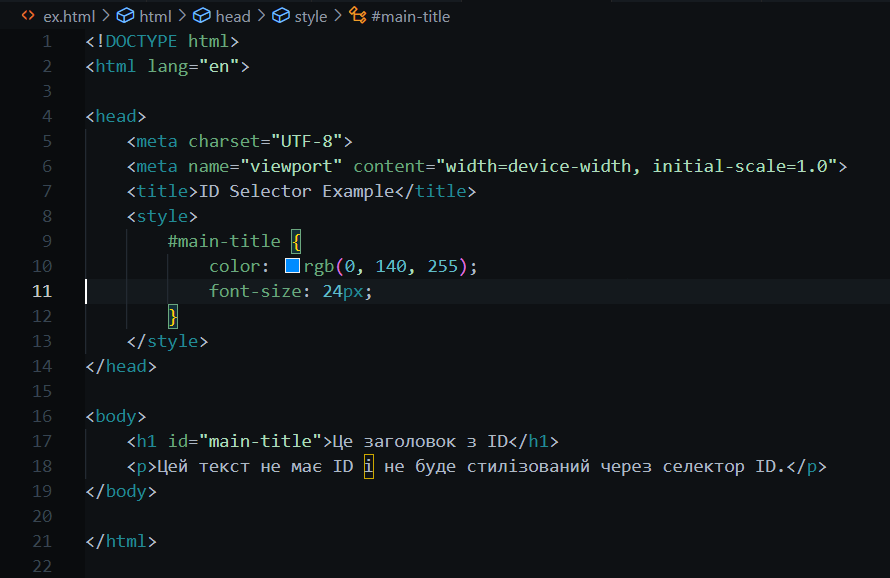 ex.html > html > head > style > #main-title
1 <!DOCTYPE html>
2 <html lang="en">
3
4 <head>
5     <meta charset="UTF-8">
6     <meta name="viewport" content="width=device-width, initial-scale=1.0">
7     <title>ID Selector Example</title>
8     <style>
9         #main-title {
10             color: rgb(0, 140, 255);
11             font-size: 24px;
12         }
13     </style>
14 </head>
15
16 <body>
17     <h1 id="main-title">Це заголовок з ID</h1>
18     <p>Цей текст не має ID і не буде стилізований через селектор ID.</p>
19 </body>
20
21 </html>
22